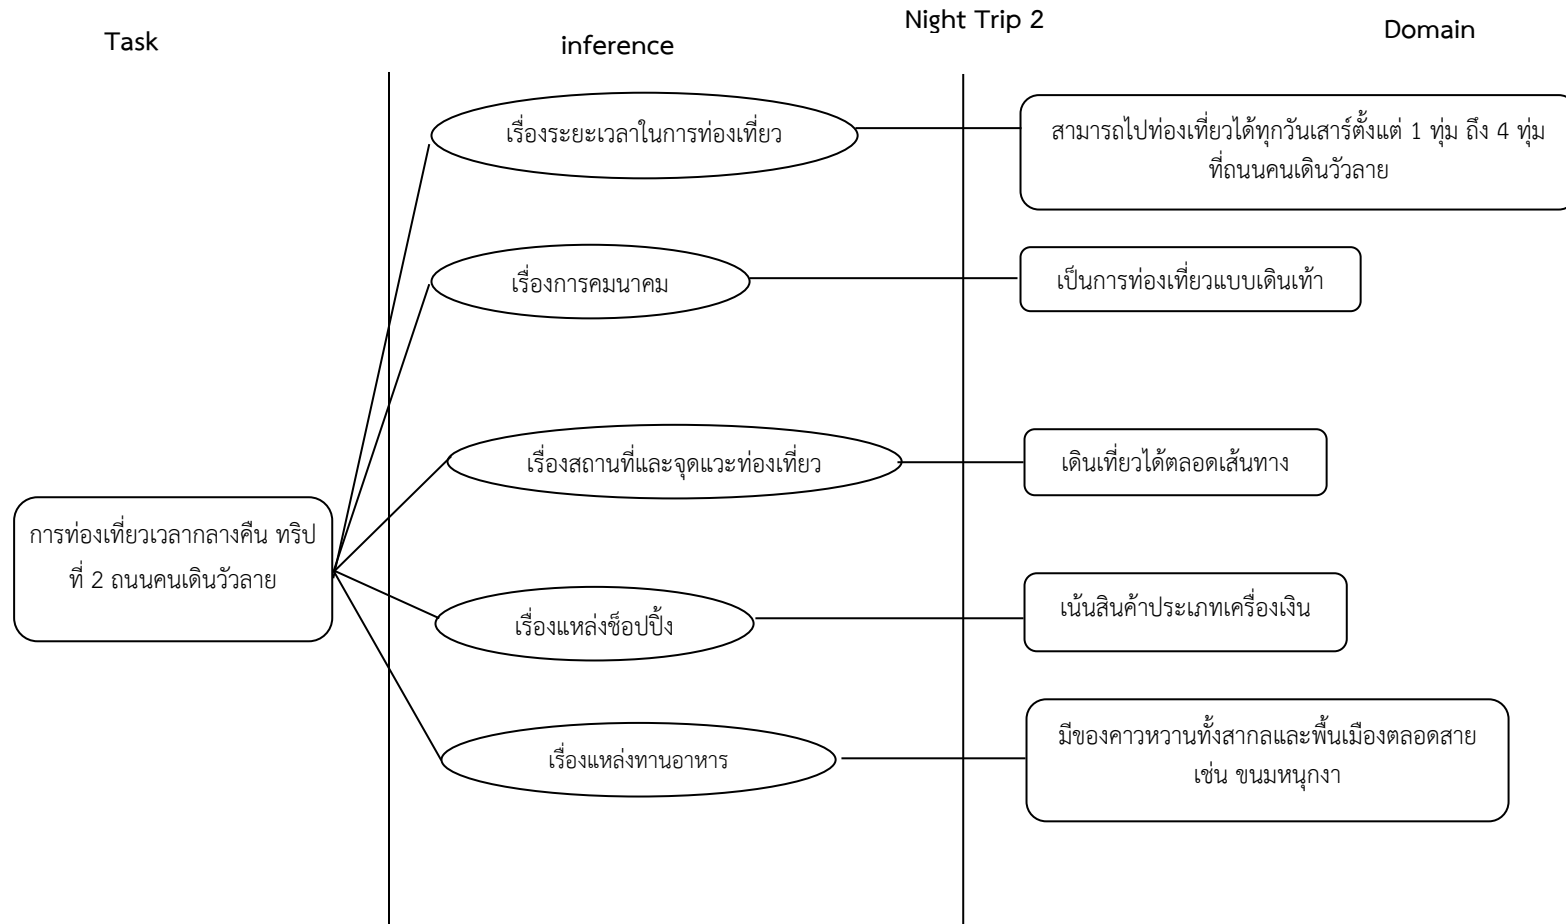 Night Trip 2
Task
inference
Domain
เรื่องระยะเวลาในการท่องเที่ยว
สามารถไปท่องเที่ยวได้ทุกวันเสาร์ตั้งแต่ 1 ทุ่ม ถึง 4 ทุ่ม
ที่ถนนคนเดินวัวลาย
เรื่องการคมนาคม
เป็นการท่องเที่ยวแบบเดินเท้า
เรื่องสถานที่และจุดแวะท่องเที่ยว
เดินเที่ยวได้ตลอดเส้นทาง
การท่องเที่ยวเวลากลางคืน ทริป
ที่ 2 ถนนคนเดินวัวลาย
เรื่องแหล่งช็อปปิ้ง
เน้นสินค้าประเภทเครื่องเงิน
เรื่องแหล่งทานอาหาร
มีของคาวหวานทั้งสากลและพื้นเมืองตลอดสาย
เช่น ขนมหนุกงา